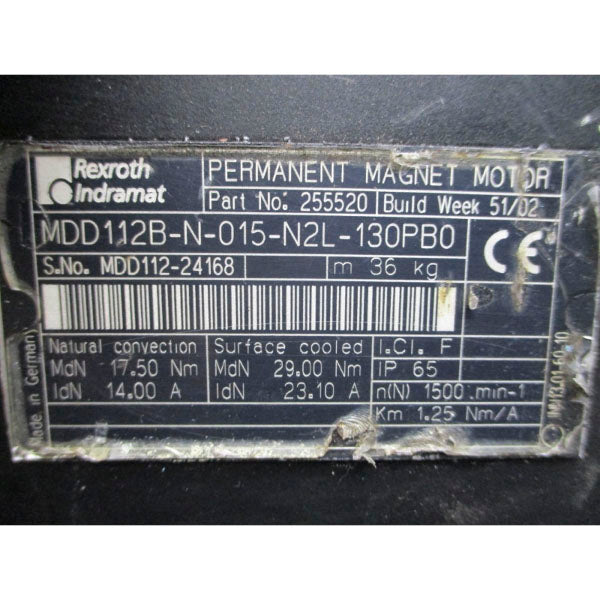 Rexroth
Indramat
PERMANENT MAGNET MOTOR
Part No. 255520 Build Week 51/02
MDD112B-N-015-N2L-130PB0
CE
S.No. MDD112-24168 m 36 kg
Natural convection Surface cooled I.Cl. F
MdN 17.50 Nm MdN 29.00 Nm IP 65
IdN 14.00 A IdN 23.10 A n(N) 1500 min-1
Km 1.25 Nm/A
Made in Germany